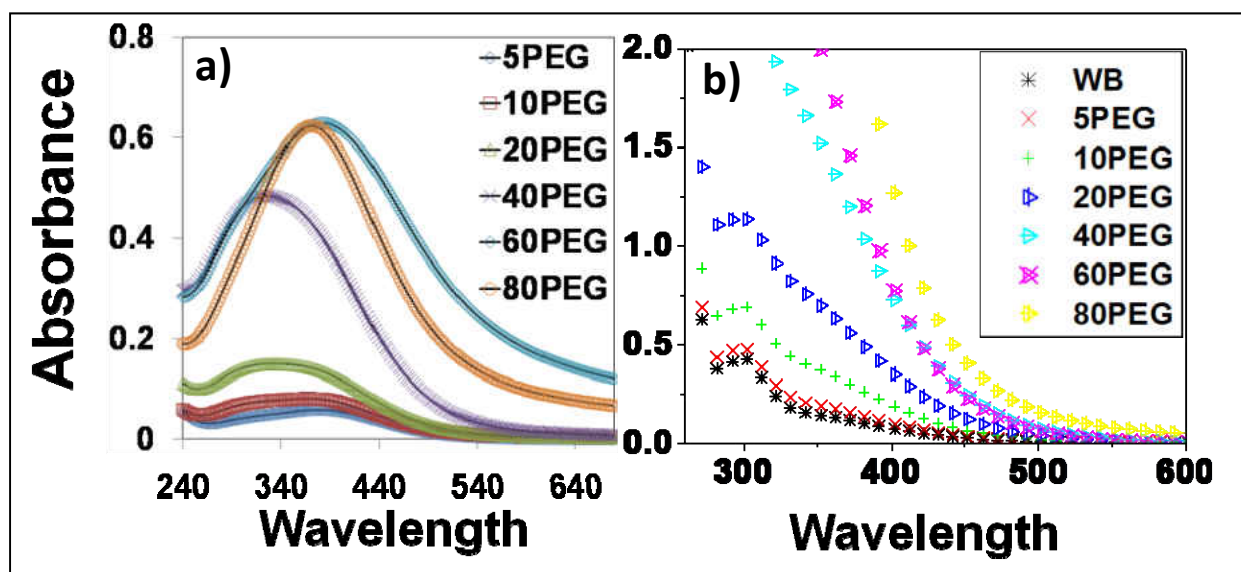 a)
0.8
0.6
0.4
0.2
0
Absorbance
5PEG
10PEG
20PEG
40PEG
60PEG
80PEG
240 340 440 540 640
Wavelength
b)
2.0
1.5
1.0
0.5
0.0
WB
5PEG
10PEG
20PEG
40PEG
60PEG
80PEG
300 400 500 600
Wavelength